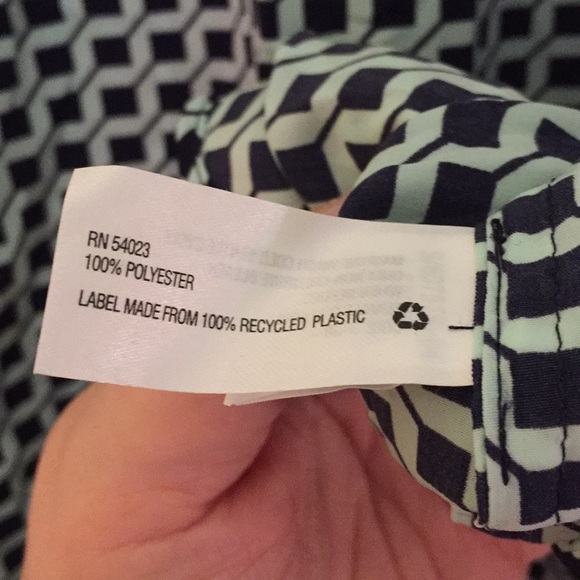 RN 54023
100% POLYESTER
LABEL MADE FROM 100% RECYCLED PLASTIC